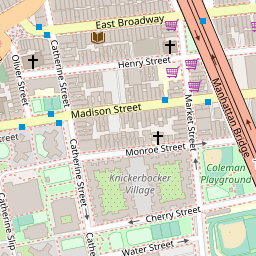 East Broadway
Henry Street
Oliver Street
Catherine Street
Madison Street
Market Street
Manhattan Bridge
Monroe Street
Coleman
Playground
Catherine Street
Knickerbocker
Village
Catherine Slip
Cherry Street
Water Street
Market